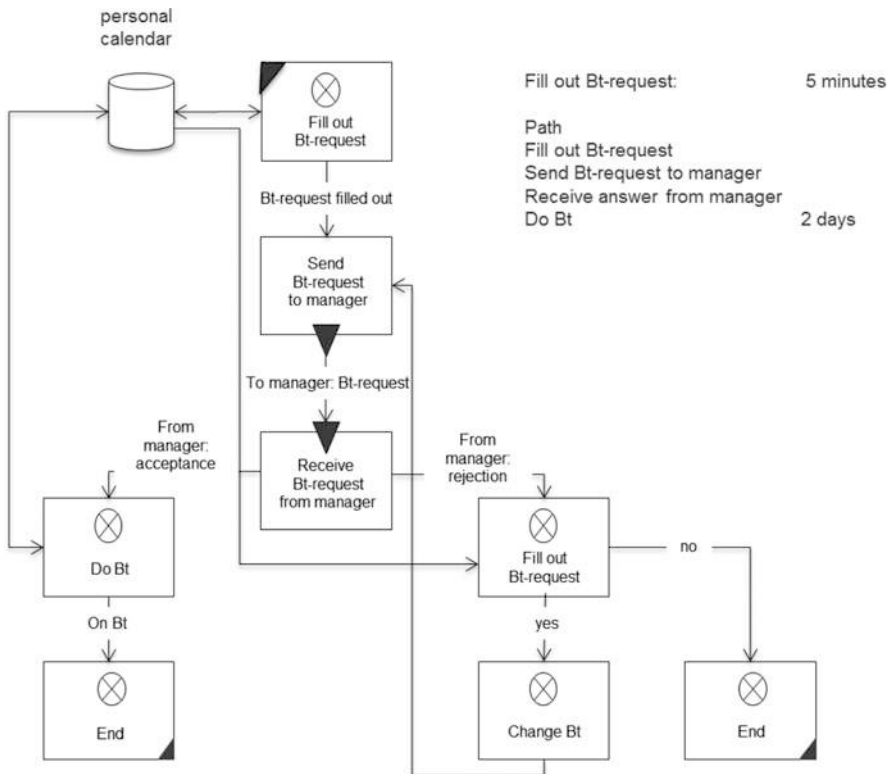 personal
calendar
Fill out
Bt-request
Fill out Bt-request: 5 minutes
Path
Fill out Bt-request
Send Bt-request to manager
Receive answer from manager
Do Bt 2 days
Bt-request filled out
Send
Bt-request
to manager
To manager: Bt-request
From
manager:
acceptance
Receive
Bt-request
from manager
From
manager:
rejection
Do Bt
Fill out
Bt-request
no
On Bt
yes
End
Change Bt
End